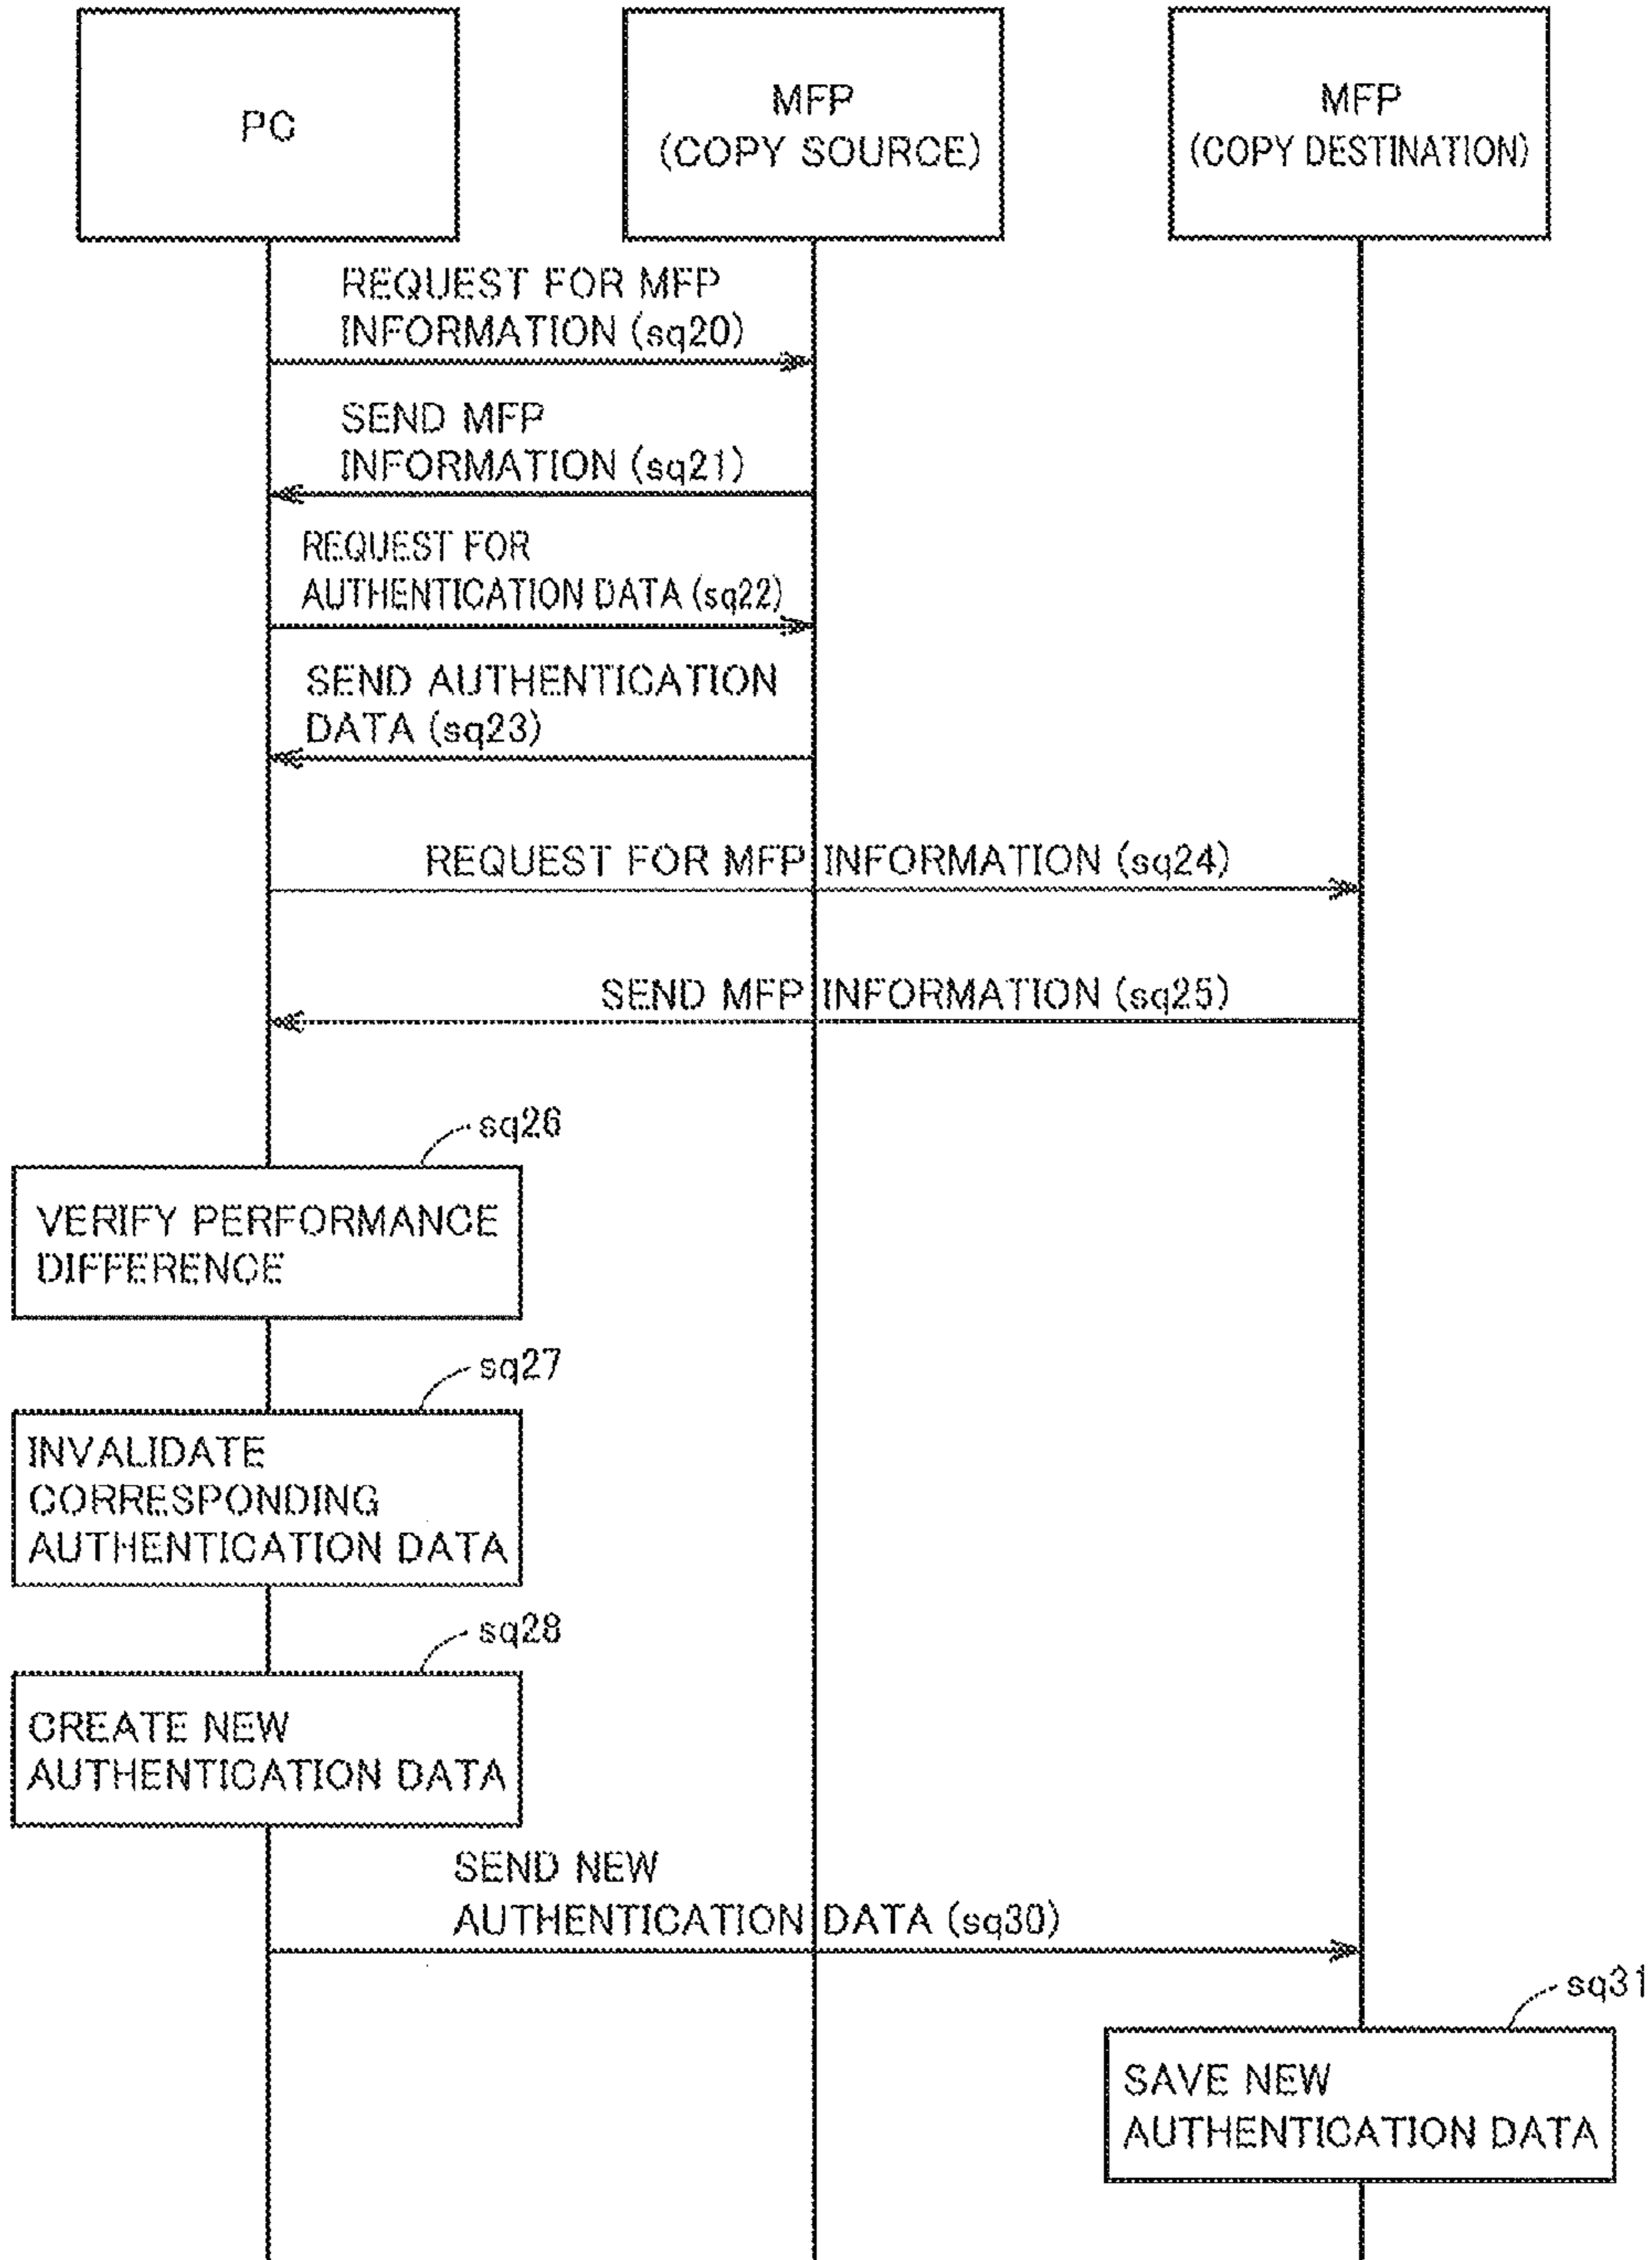 PC
MFP
(COPY SOURCE)
MFP
(COPY DESTINATION)
REQUEST FOR MFP
INFORMATION (sq20)
SEND MFP
INFORMATION (sq21)
REQUEST FOR
AUTHENTICATION DATA (sq22)
SEND AUTHENTICATION
DATA (sq23)
REQUEST FOR MFP INFORMATION (sq24)
SEND MFP INFORMATION (sq25)
sq26
VERIFY PERFORMANCE
DIFFERENCE
sq27
INVALIDATE
CORRESPONDING
AUTHENTICATION DATA
sq28
CREATE NEW
AUTHENTICATION DATA
SEND NEW
AUTHENTICATION DATA (sq30)
sq31
SAVE NEW
AUTHENTICATION DATA